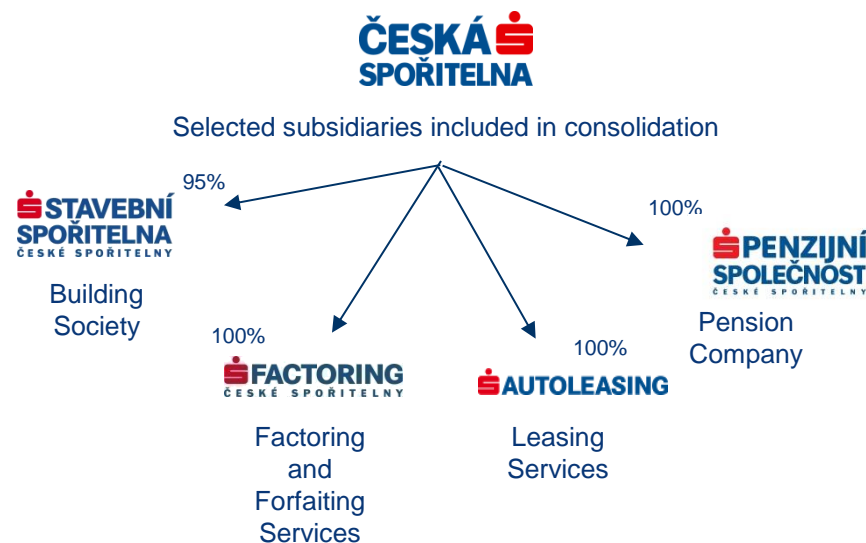 ČESKÁ
SPOŘITELNA
Selected subsidiaries included in consolidation
95%
STAVEBNÍ
SPOŘITELNA
ČESKÉ SPOŘITELNY
Building
Society
100%
FACTORING
ČESKÉ SPOŘITELNY
Factoring
and
Forfaiting
Services
100%
AUTOLEASING
Leasing
Services
100%
PENZIJNÍ
SPOLEČNOST
ČESKÉ SPOŘITELNY
Pension
Company